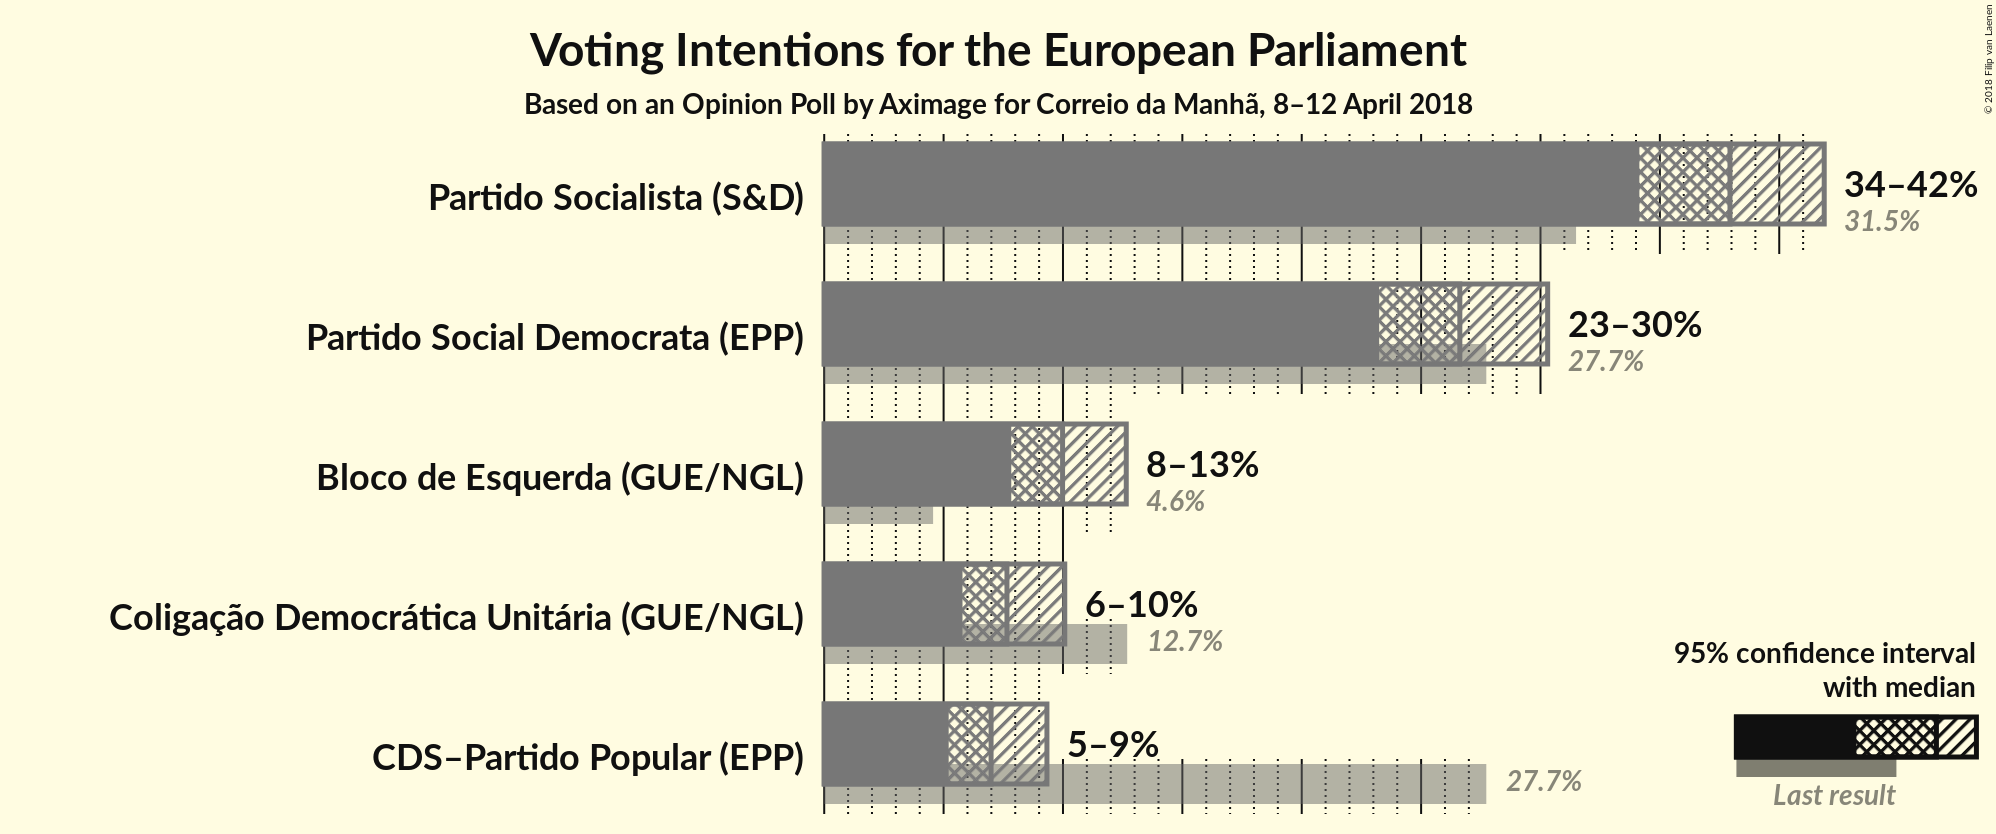 Voting Intentions for the European Parliament
Based on an Opinion Poll by Aximage for Correio da Manhã, 8–12 April 2018
© 2018 Filip van Laenen
Partido Socialista (S&D)
34–42%
31.5%
Partido Social Democrata (EPP)
23–30%
27.7%
Bloco de Esquerda (GUE/NGL)
8–13%
4.6%
Coligação Democrática Unitária (GUE/NGL)
6–10%
12.7%
CDS–Partido Popular (EPP)
5–9%
27.7%
95% confidence interval
with median
Last result